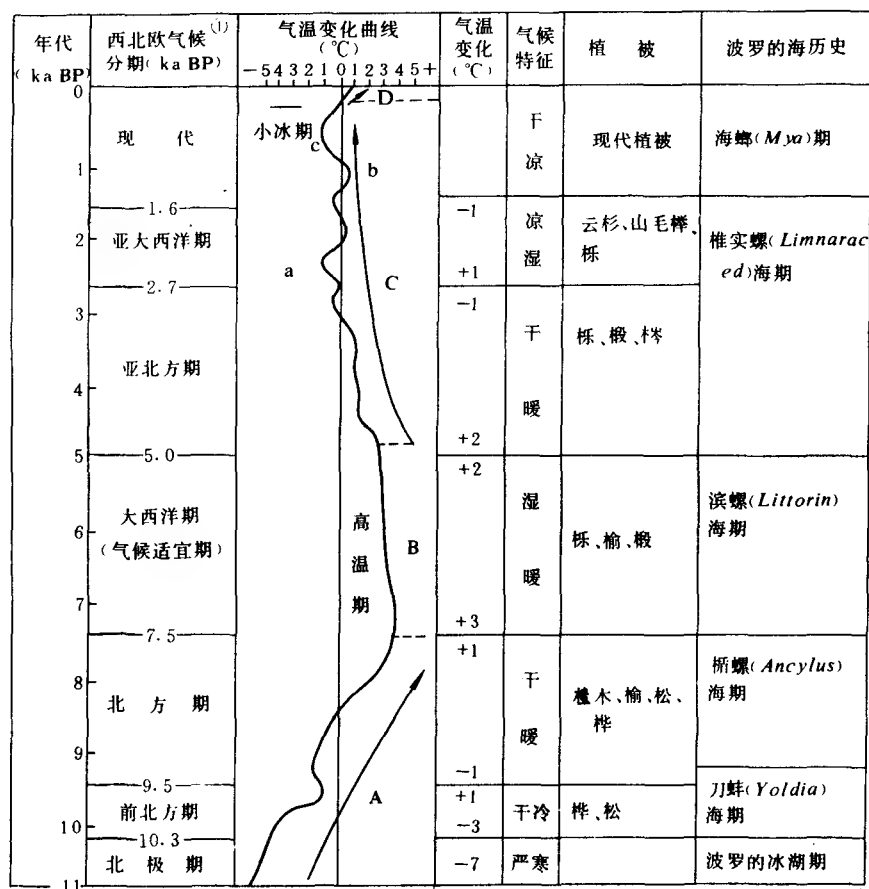 年代
( ka BP)
西北欧气候(1)
分期( ka BP)
气温变化曲线
(℃)
-5 4 3 2 1 0 1 2 3 4 5 +
气温
变化
(℃)
气候
特征
植 被
波罗的海历史
0
1
2
3
4
5
6
7
8
9
10
11
现 代
1.6
亚大西洋期
2.7
亚北方期
5.0
大西洋期
(气候适宜期)
7.5
北 方 期
9.5
前北方期
10.3
北 极 期
D
小冰期
c
b
a
C
高
温
期
B
A
-1
+1
-1
+2
+2
+3
+1
-1
+1
-3
-7
干
凉
凉
湿
干
暖
湿
暖
干
暖
干冷
严寒
现代植被
云杉、山毛榉、
栎
栎、椴、梣
栎、榆、椴
木、榆、松、
桦
桦、松
海螂(Mya)期
椎实螺(Limnarac
ed)海期
滨螺(Littorin)
海期
楯螺(Ancylus)
海期
刀蚌(Yoldia)
海期
波罗的冰湖期